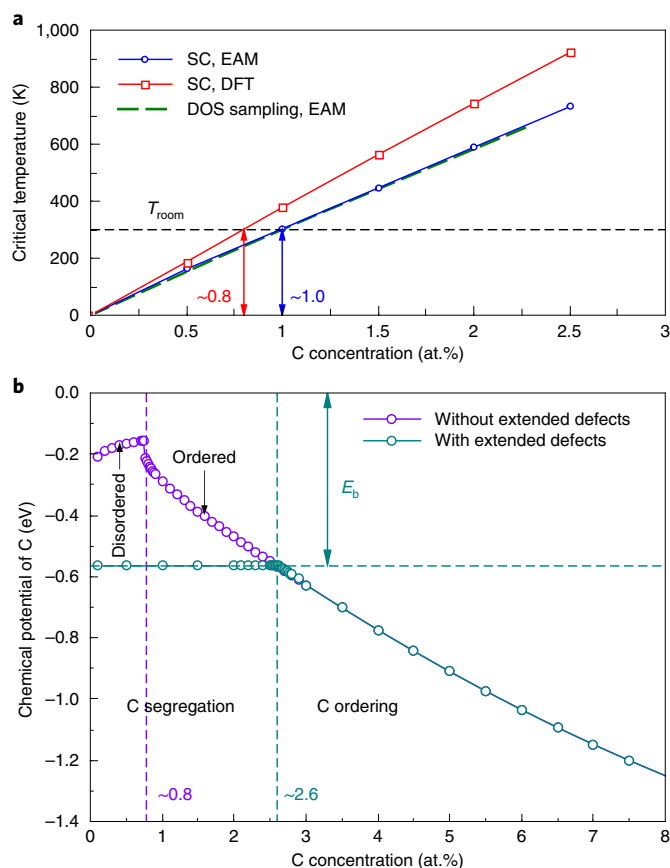 a
1,000
800
600
400
200
0
Critical temperature (K)
SC, EAM
SC, DFT
DOS sampling, EAM
T room
~0.8
~1.0
0
0.5
1
1.5
2
2.5
3
C concentration (at.%)
b
0.0
−0.2
−0.4
−0.6
−0.8
−1.0
−1.2
−1.4
Chemical potential of C (eV)
Without extended defects
With extended defects
Disordered
Ordered
E b
C segregation
C ordering
~0.8
~2.6
0
1
2
3
4
5
6
7
8
C concentration (at.%)